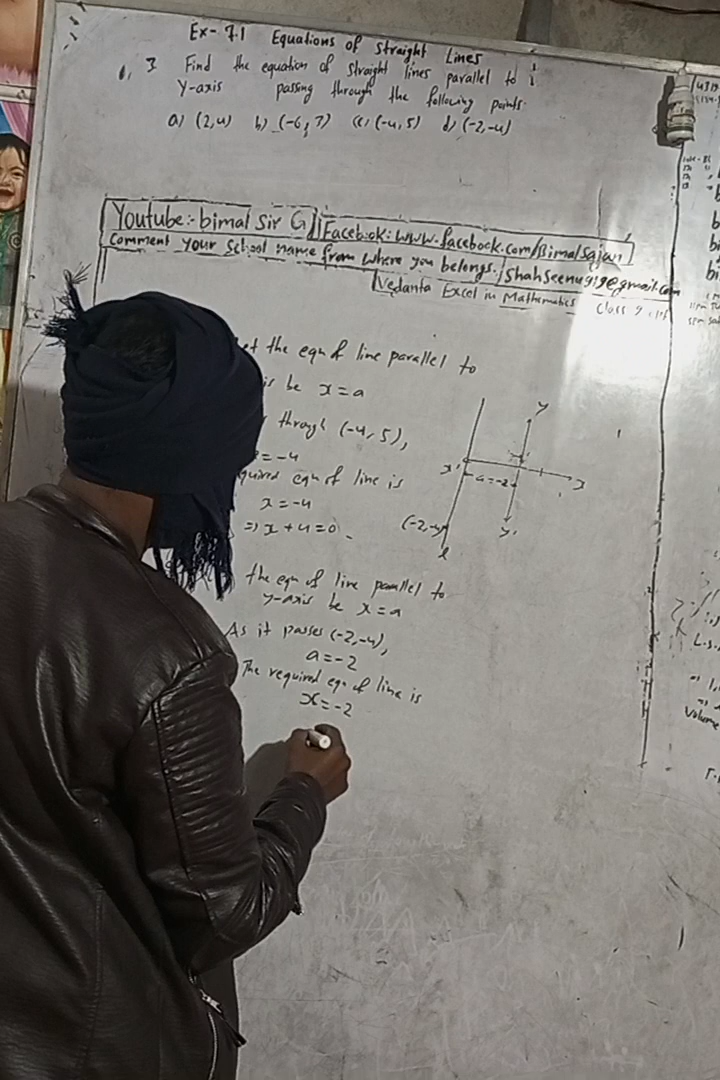 Ex- 7.1 Equations of Straight Lines
3 Find the equation of straight lines parallel to
Y-axis passing through the following points:
a) (2,4) b) (-6,7) (c) (-4,5) d) (-2,-4)
Youtube:- bimal Sir G
Facebook: www.facebook.com/Bimalsajan
Comment your School name from where you belongs.
Shahseenu919@gmail.com
Vedanta Excel in Mathematics Class 9
the eqn of line parallel to
be x=a
through (-4,5),
=-4
eqn of line is
x=-4
=> x+4=0
y
x' x
a=-2
(-2,-4)
y'
l
the eqn of line parallel to
y-axis be x=a
As it passes (-2,-4),
a=-2
The required eqn of line is
x=-2
L.S.
Volume